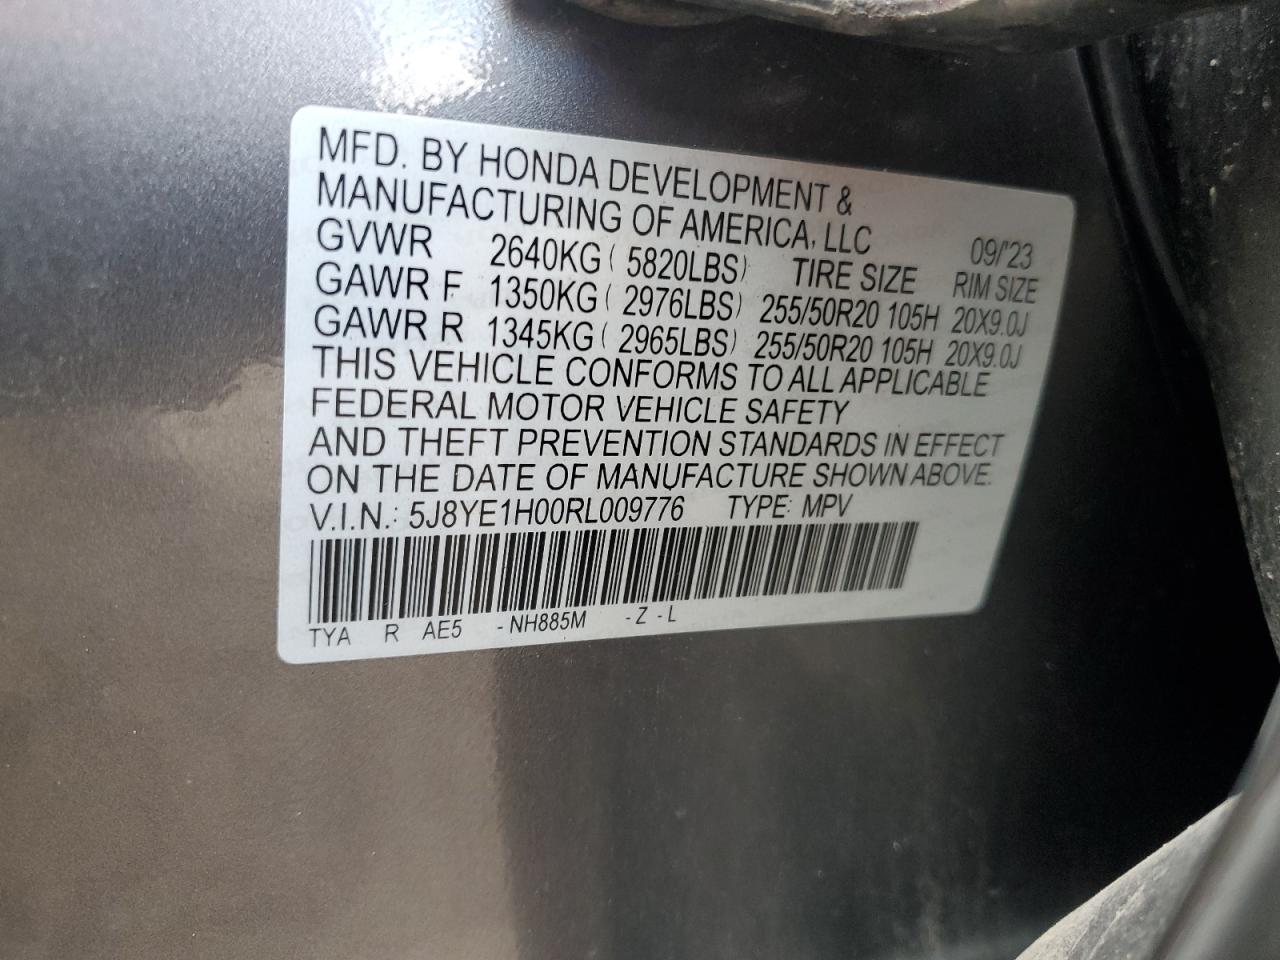 MFD. BY HONDA DEVELOPMENT &
MANUFACTURING OF AMERICA, LLC 09/'23
GVWR 2640KG ( 5820LBS) TIRE SIZE RIM SIZE
GAWR F 1350KG ( 2976LBS) 255/50R20 105H 20X9.0J
GAWR R 1345KG ( 2965LBS) 255/50R20 105H 20X9.0J
THIS VEHICLE CONFORMS TO ALL APPLICABLE
FEDERAL MOTOR VEHICLE SAFETY
AND THEFT PREVENTION STANDARDS IN EFFECT
ON THE DATE OF MANUFACTURE SHOWN ABOVE.
V.I.N.: 5J8YE1H00RL009776 TYPE: MPV
TYA R AE5 -NH885M -Z -L